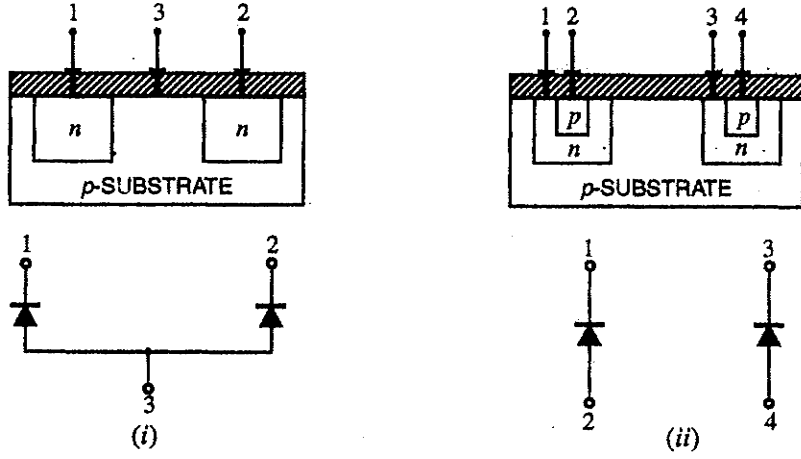 1 3 2
n n
p-SUBSTRATE
1 2
3
(i)
1 2 3 4
p p
n n
p-SUBSTRATE
1 3
2 4
(ii)